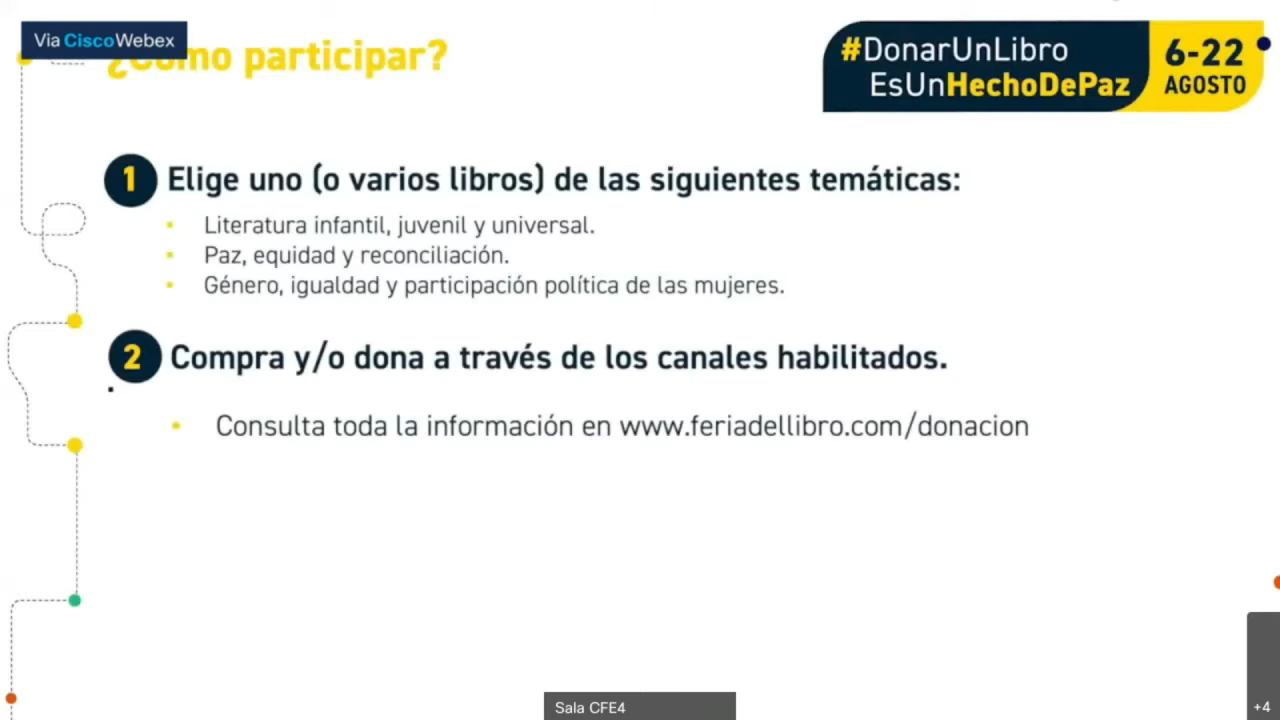 Via CiscoWebex
¿Cómo participar?
#DonarUnLibro
EsUnHechoDePaz
6-22
AGOSTO
1 Elige uno (o varios libros) de las siguientes temáticas:
Literatura infantil, juvenil y universal.
Paz, equidad y reconciliación.
Género, igualdad y participación política de las mujeres.
2 Compra y/o dona a través de los canales habilitados.
Consulta toda la información en www.feriadellibro.com/donacion
Sala CFE4
+4